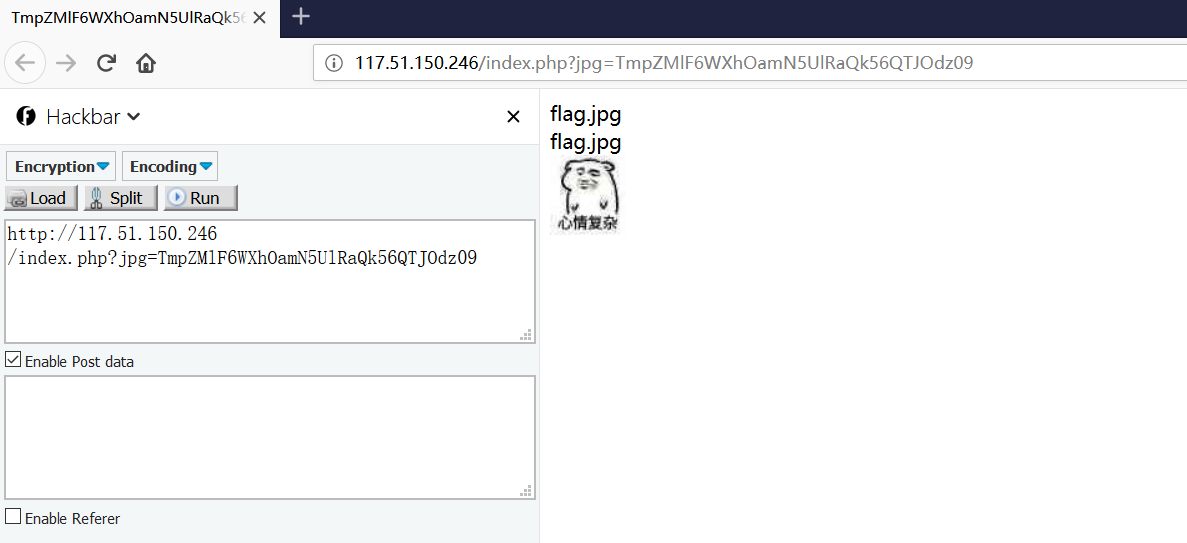 TmpZMlF6WXhOamN5UlRaQk56
117.51.150.246/index.php?jpg=TmpZMlF6WXhOamN5UlRaQk56QTJOdz09
Hackbar
Encryption Encoding
Load Split Run
http://117.51.150.246
/index.php?jpg=TmpZMlF6WXhOamN5UlRaQk56QTJOdz09
Enable Post data
Enable Referer
flag.jpg
flag.jpg
心情复杂